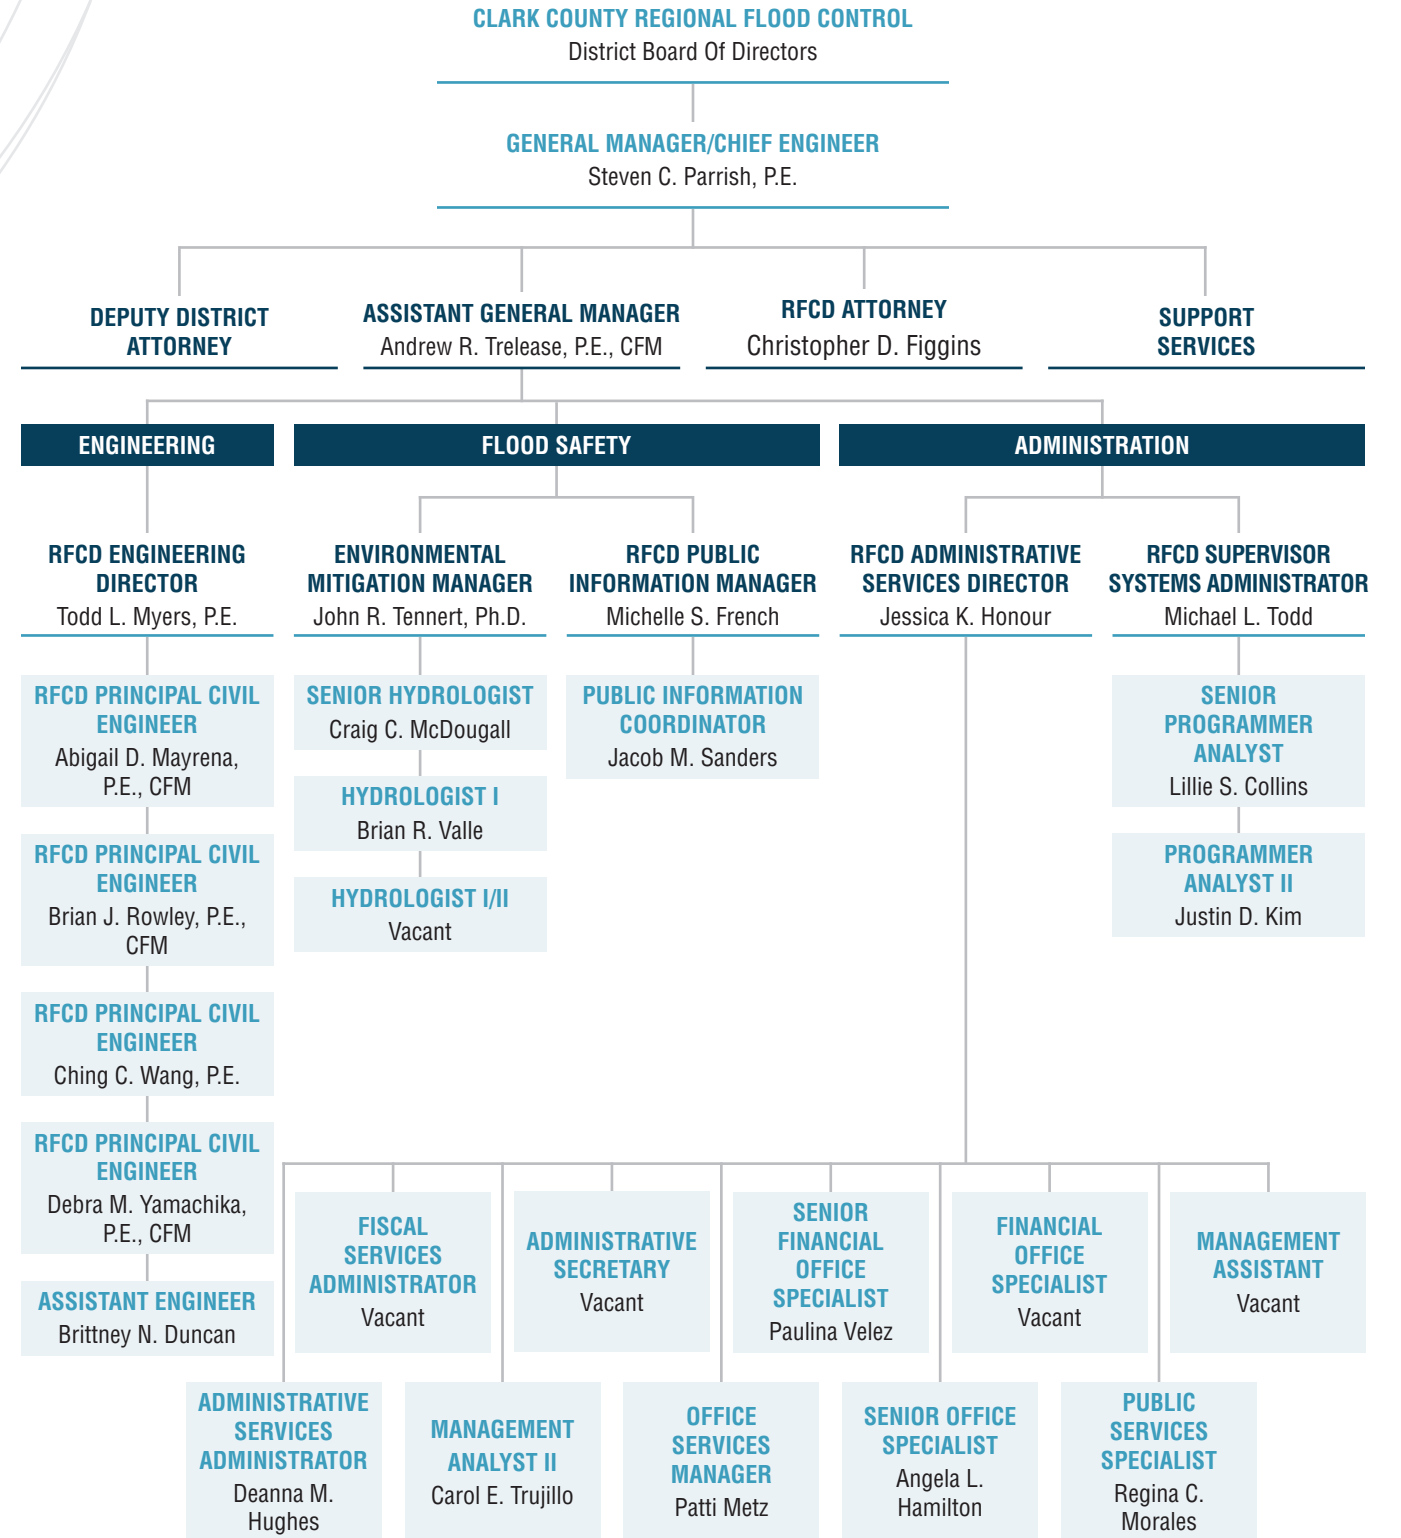 CLARK COUNTY REGIONAL FLOOD CONTROL
District Board Of Directors
GENERAL MANAGER/CHIEF ENGINEER
Steven C. Parrish, P.E.
DEPUTY DISTRICT
ATTORNEY
ASSISTANT GENERAL MANAGER
Andrew R. Trelease, P.E., CFM
RFCD ATTORNEY
Christopher D. Figgins
SUPPORT
SERVICES
ENGINEERING
FLOOD SAFETY
ADMINISTRATION
RFCD ENGINEERING
DIRECTOR
Todd L. Myers, P.E.
ENVIRONMENTAL
MITIGATION MANAGER
John R. Tennert, Ph.D.
RFCD PUBLIC
INFORMATION MANAGER
Michelle S. French
RFCD ADMINISTRATIVE
SERVICES DIRECTOR
Jessica K. Honour
RFCD SUPERVISOR
SYSTEMS ADMINISTRATOR
Michael L. Todd
RFCD PRINCIPAL CIVIL
ENGINEER
Abigail D. Mayrena,
P.E., CFM
RFCD PRINCIPAL CIVIL
ENGINEER
Brian J. Rowley, P.E.,
CFM
RFCD PRINCIPAL CIVIL
ENGINEER
Ching C. Wang, P.E.
RFCD PRINCIPAL CIVIL
ENGINEER
Debra M. Yamachika,
P.E., CFM
ASSISTANT ENGINEER
Brittney N. Duncan
SENIOR HYDROLOGIST
Craig C. McDougall
HYDROLOGIST I
Brian R. Valle
HYDROLOGIST I/II
Vacant
PUBLIC INFORMATION
COORDINATOR
Jacob M. Sanders
SENIOR
PROGRAMMER
ANALYST
Lillie S. Collins
PROGRAMMER
ANALYST II
Justin D. Kim
FISCAL
SERVICES
ADMINISTRATOR
Vacant
ADMINISTRATIVE
SECRETARY
Vacant
SENIOR
FINANCIAL
OFFICE
SPECIALIST
Paulina Velez
FINANCIAL
OFFICE
SPECIALIST
Vacant
MANAGEMENT
ASSISTANT
Vacant
ADMINISTRATIVE
SERVICES
ADMINISTRATOR
Deanna M.
Hughes
MANAGEMENT
ANALYST II
Carol E. Trujillo
OFFICE
SERVICES
MANAGER
Patti Metz
SENIOR OFFICE
SPECIALIST
Angela L.
Hamilton
PUBLIC
SERVICES
SPECIALIST
Regina C.
Morales